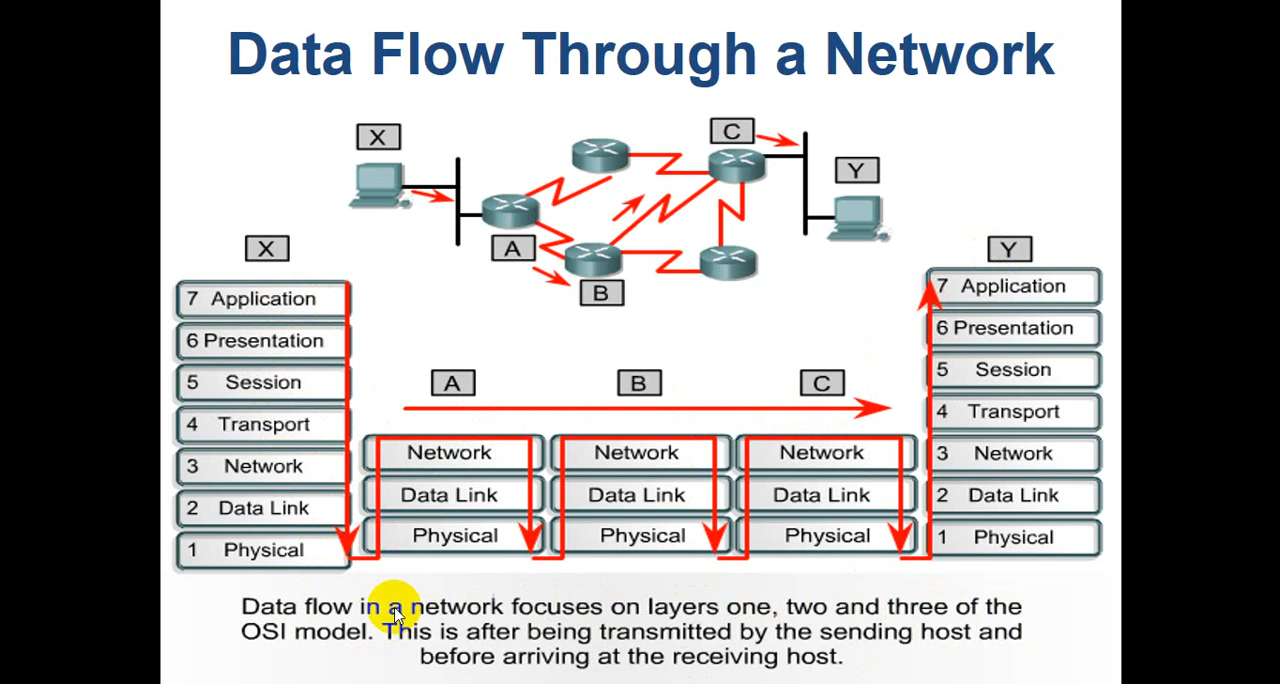 Data Flow Through a Network
X
C
Y
A
B
X
Y
7 Application
6 Presentation
5 Session
4 Transport
3 Network
2 Data Link
1 Physical
A
B
C
Network
Data Link
Physical
Network
Data Link
Physical
Network
Data Link
Physical
7 Application
6 Presentation
5 Session
4 Transport
3 Network
2 Data Link
1 Physical
Data flow in a network focuses on layers one, two and three of the
OSI model. This is after being transmitted by the sending host and
before arriving at the receiving host.